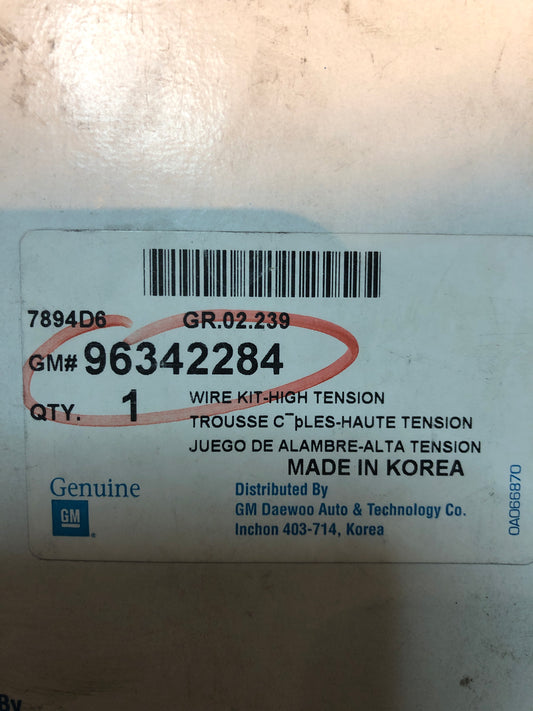 7894D6 GR.02.239
GM# 96342284
QTY. 1 WIRE KIT-HIGH TENSION
TROUSSE C¯þLES-HAUTE TENSION
JUEGO DE ALAMBRE-ALTA TENSION
MADE IN KOREA
Genuine
GM
Distributed By
GM Daewoo Auto & Technology Co.
Inchon 403-714, Korea
0A066870
By